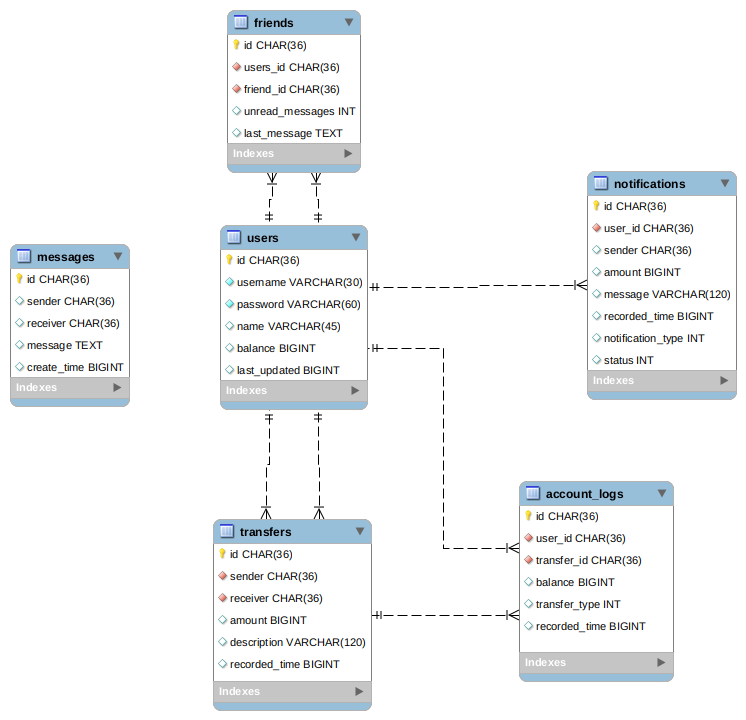 friends
id CHAR(36)
users_id CHAR(36)
friend_id CHAR(36)
unread_messages INT
last_message TEXT
Indexes
notifications
id CHAR(36)
user_id CHAR(36)
sender CHAR(36)
amount BIGINT
message VARCHAR(120)
recorded_time BIGINT
notification_type INT
status INT
Indexes
users
id CHAR(36)
username VARCHAR(30)
password VARCHAR(60)
name VARCHAR(45)
balance BIGINT
last_updated BIGINT
Indexes
messages
id CHAR(36)
sender CHAR(36)
receiver CHAR(36)
message TEXT
create_time BIGINT
Indexes
account_logs
id CHAR(36)
user_id CHAR(36)
transfer_id CHAR(36)
balance BIGINT
transfer_type INT
recorded_time BIGINT
Indexes
transfers
id CHAR(36)
sender CHAR(36)
receiver CHAR(36)
amount BIGINT
description VARCHAR(120)
recorded_time BIGINT
Indexes